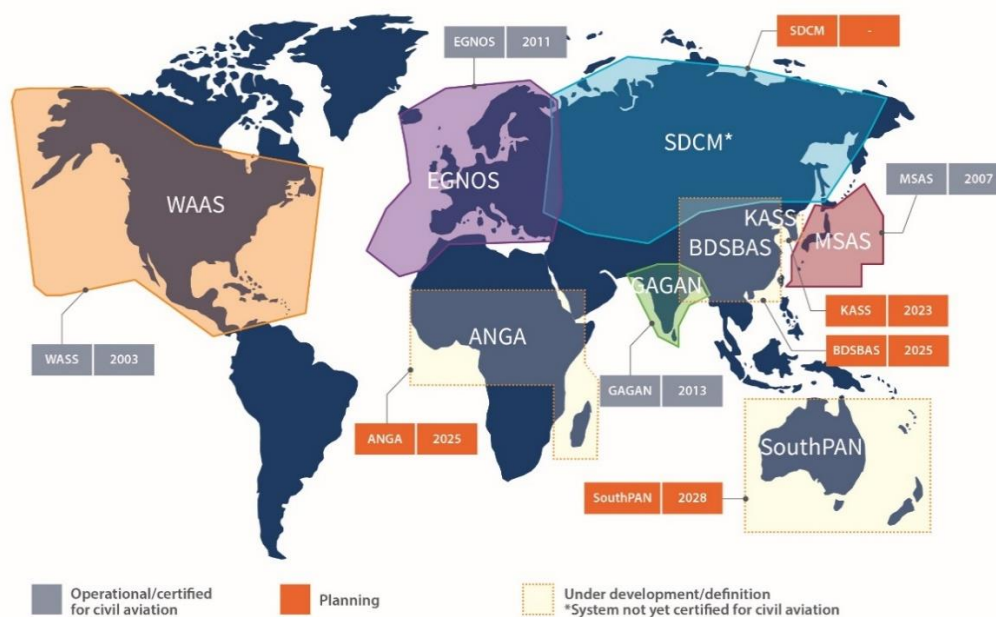 EGNOS 2011
SDCM -
SDCM*
WAAS
EGNOS
MSAS 2007
KASS
BDSBAS
MSAS
GAGAN
KASS 2023
ANGA
WASS 2003
BDSBAS 2025
GAGAN 2013
ANGA 2025
SouthPAN
SouthPAN 2028
Operational/certified
for civil aviation
Planning
Under development/definition
*System not yet certified for civil aviation